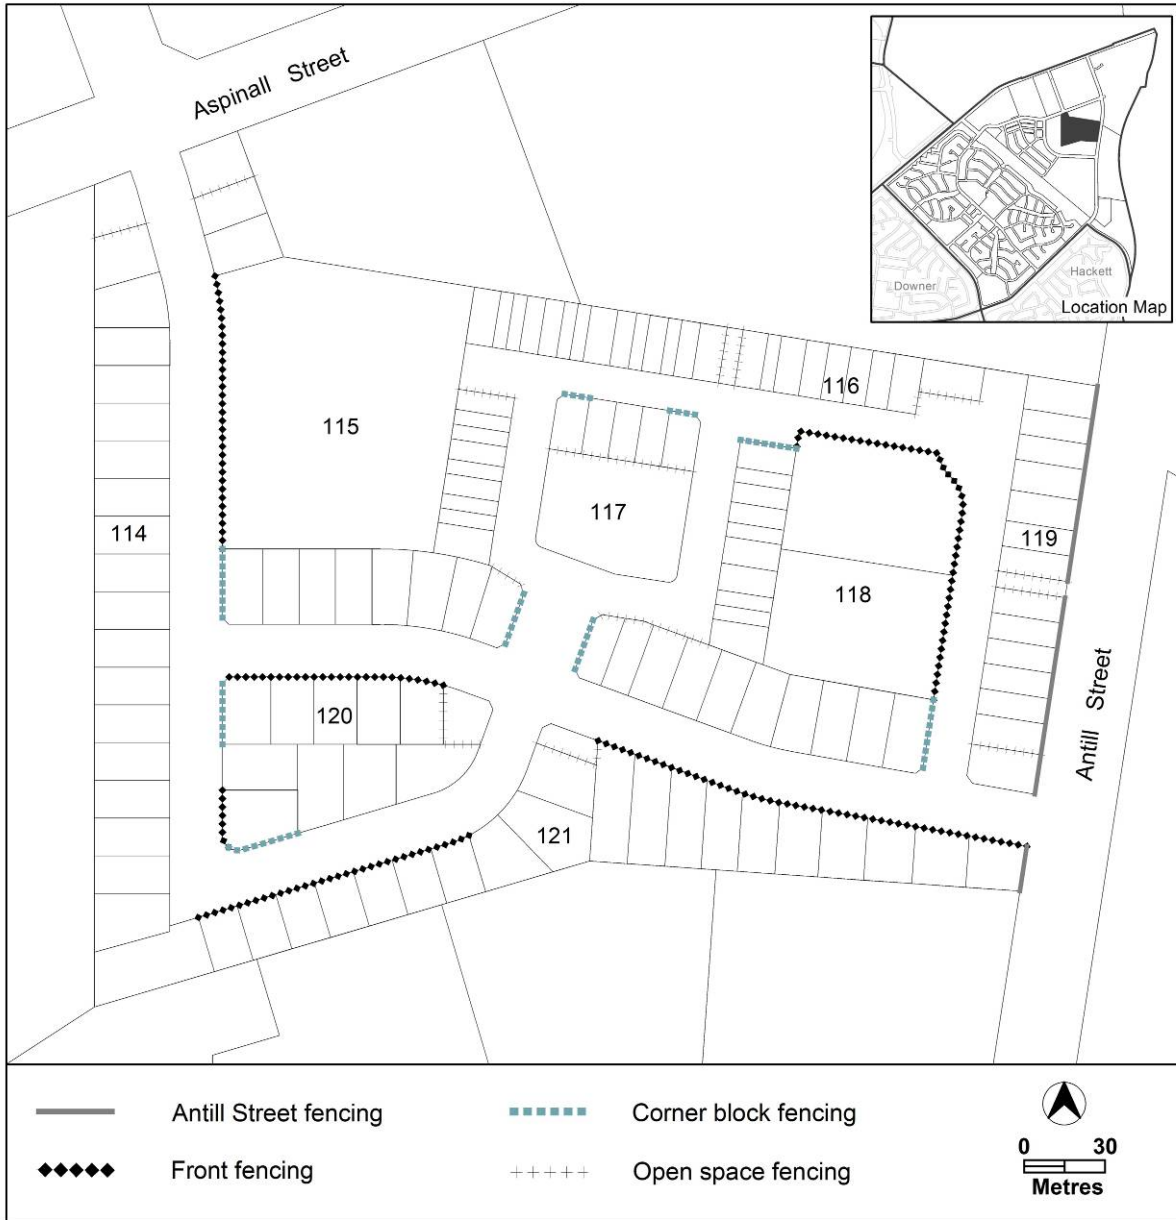 Aspinall Street
Downer
Hackett
Location Map
116
115
114
117
119
118
120
121
Antill Street
Antill Street fencing
Corner block fencing
Front fencing
Open space fencing
0 30
Metres